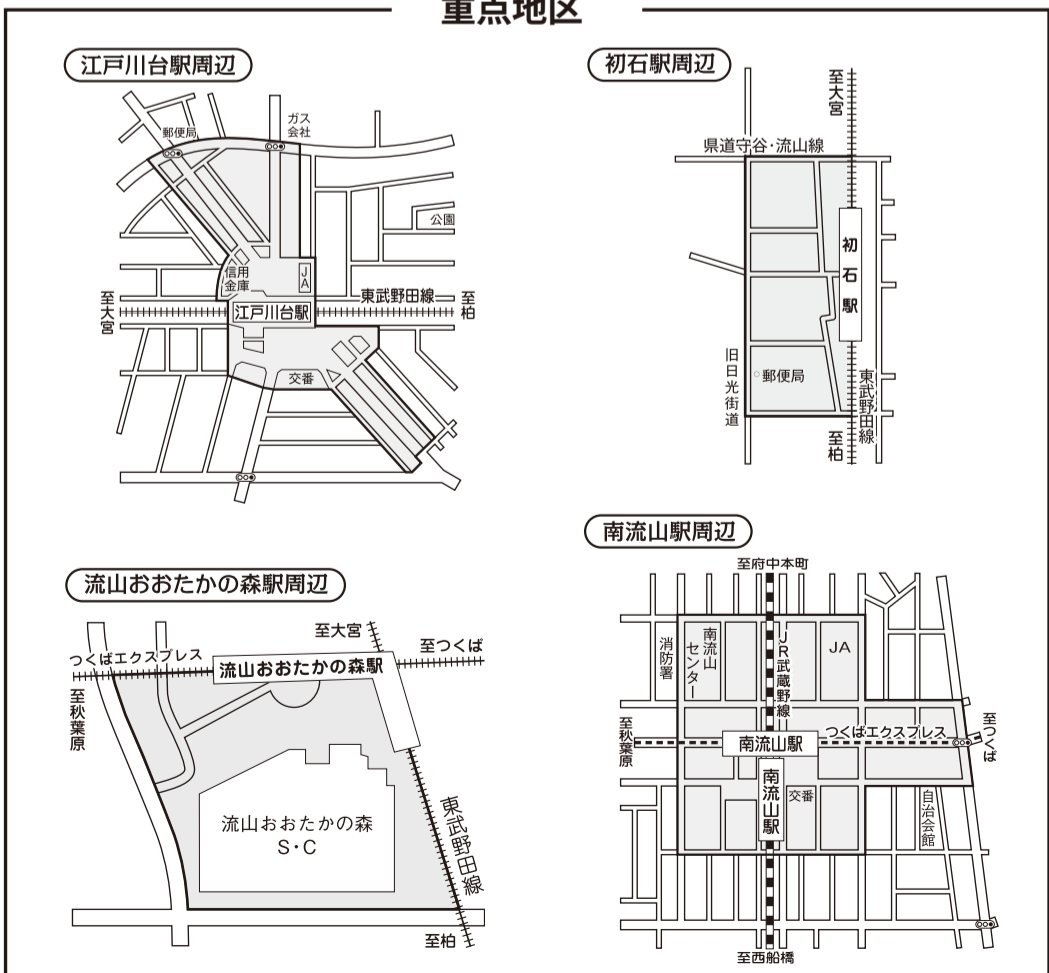 重点地区
江戸川台駅周辺
郵便局
ガス
会社
公園
信用
金庫
JA
東武野田線
至大宮
江戸川台駅
至柏
交番
初石駅周辺
至大宮
県道守谷・流山線
初石駅
旧日光街道
郵便局
東武野田線
至柏
流山おおたかの森駅周辺
至大宮
至つくば
つくばエクスプレス
流山おおたかの森駅
至秋葉原
流山おおたかの森
S・C
東武野田線
至柏
南流山駅周辺
至府中本町
消防署
南流山
センター
JR武蔵野線
JA
至秋葉原
南流山駅
つくばエクスプレス
至つくば
南流山駅
交番
自治会館
至西船橋